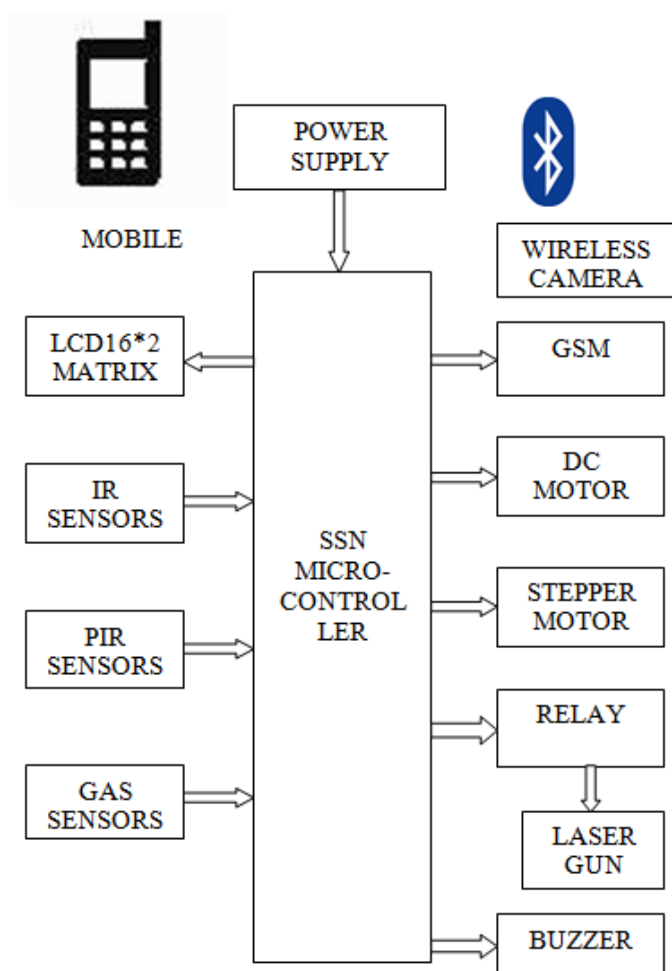 POWER
SUPPLY
MOBILE
WIRELESS
CAMERA
LCD16*2
MATRIX
GSM
IR
SENSORS
DC
MOTOR
SSN
MICRO-
CONTROL
LER
PIR
SENSORS
STEPPER
MOTOR
RELAY
GAS
SENSORS
LASER
GUN
BUZZER